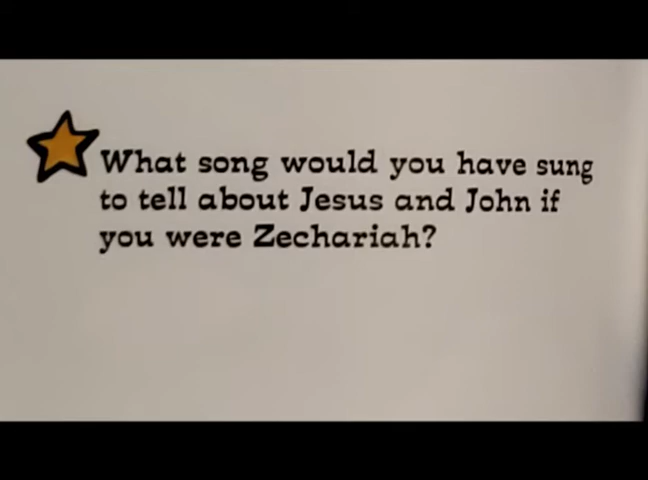 What song would you have sung
to tell about Jesus and John if
you were Zechariah?